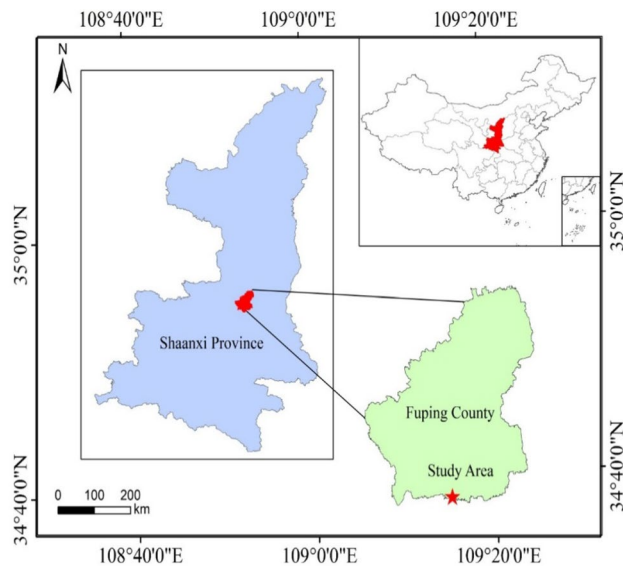 108°40'0"E
109°0'0"E
109°20'0"E
N
35°0'0"N
35°0'0"N
Shaanxi Province
Fuping County
Study Area
34°40'0"N
34°40'0"N
0 100 200
km
108°40'0"E
109°0'0"E
109°20'0"E